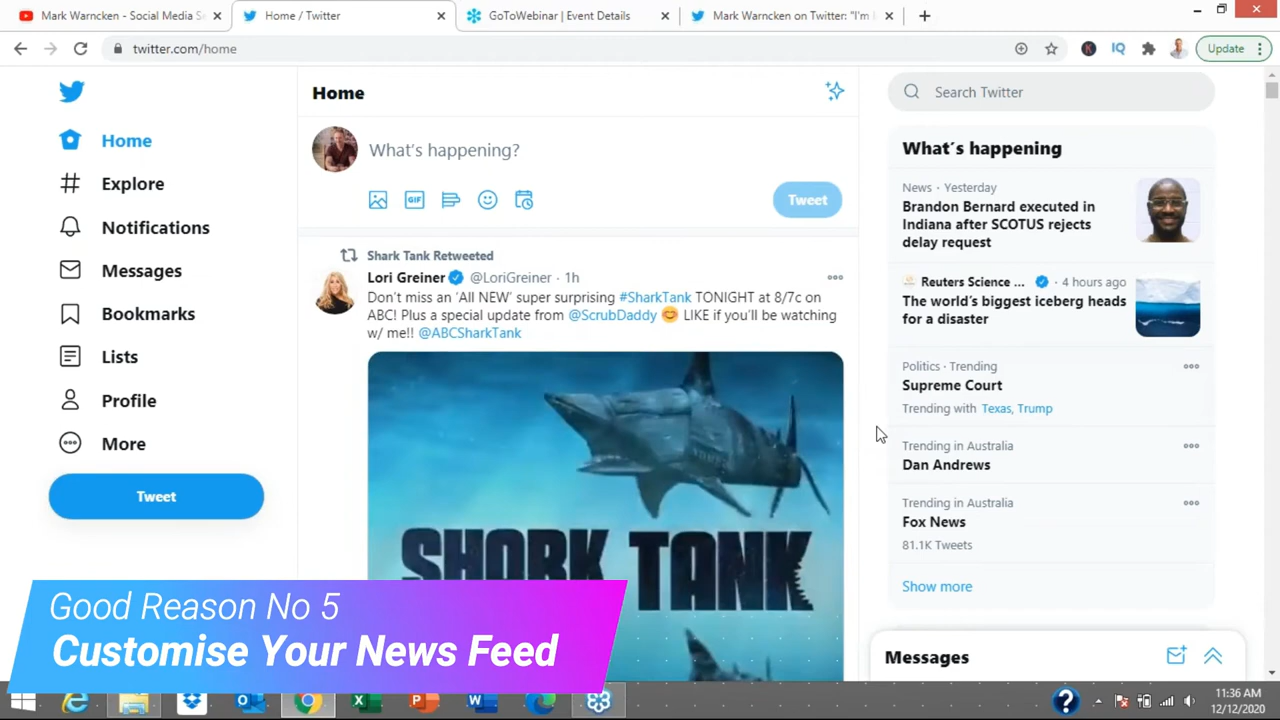 Mark Warncken - Social Media S
Home / Twitter
GoToWebinar | Event Details
Mark Warncken on Twitter: "I'm
twitter.com/home
IQ
Update
Home
Explore
Notifications
Messages
Bookmarks
Lists
Profile
More
Tweet
Home
What's happening?
GIF
Tweet
Shark Tank Retweeted
Lori Greiner @LoriGreiner · 1h
Don't miss an 'All NEW' super surprising #SharkTank TONIGHT at 8/7c on
ABC! Plus a special update from @ScrubDaddy 😊 LIKE if you'll be watching
w/ me!! @ABCSharkTank
SHARK TANK
Search Twitter
What's happening
News · Yesterday
Brandon Bernard executed in
Indiana after SCOTUS rejects
delay request
Reuters Science ... · 4 hours ago
The world's biggest iceberg heads
for a disaster
Politics · Trending
Supreme Court
Trending with Texas, Trump
Trending in Australia
Dan Andrews
Trending in Australia
Fox News
81.1K Tweets
Show more
Messages
Good Reason No 5
Customise Your News Feed
11:36 AM
12/12/2020